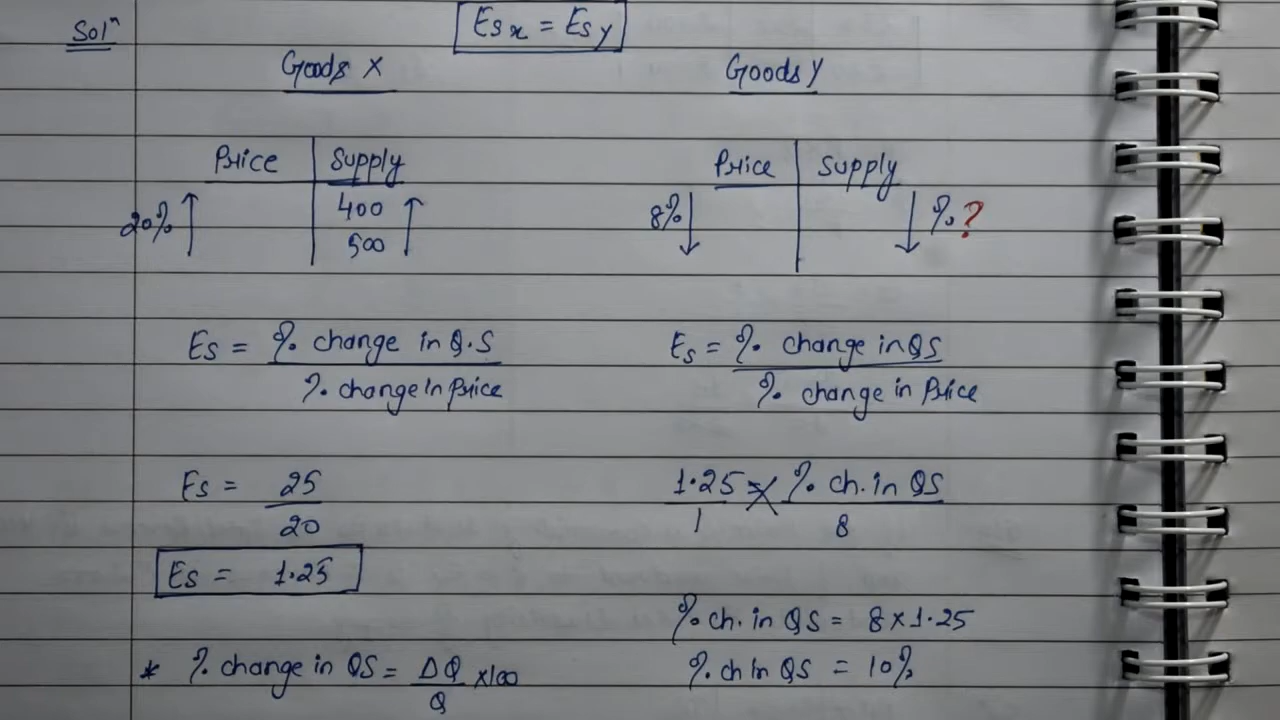 Solⁿ
Esx = Esy
Goods X
Goods Y
Price Supply
20% ↑ 400 ↑
500
Price Supply
8% ↓ ↓ % ?
Es = % change in Q.S
% change in Price
Es = % change in QS
% change in Price
Es = 25
20
Es = 1.25
1.25 = % ch. in QS
1 8
% ch. in QS = 8 × 1.25
% ch in QS = 10%
* % change in QS = ΔQ × 100
Q